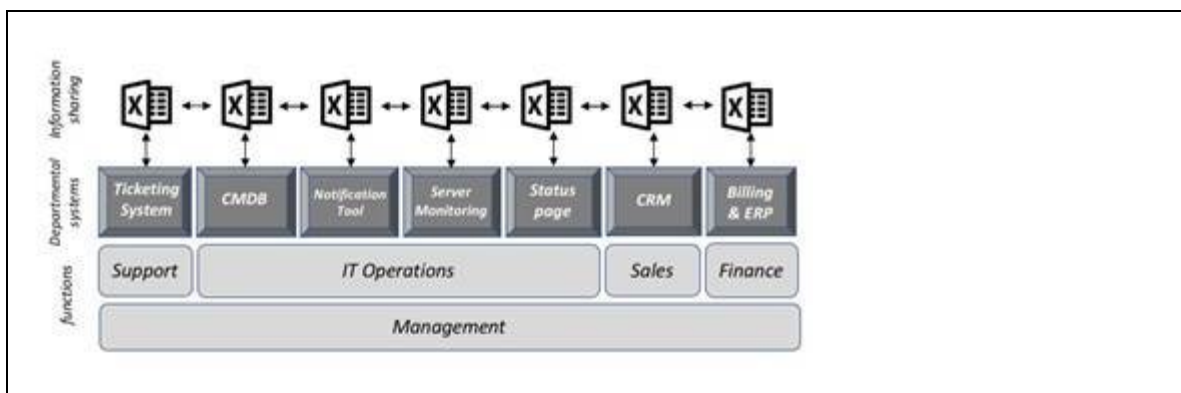 Information
sharing
X X X X X X X
Departmental
systems
Ticketing
System
CMDB
Notification
Tool
Server
Monitoring
Status
page
CRM
Billing
& ERP
functions
Support
IT Operations
Sales
Finance
Management